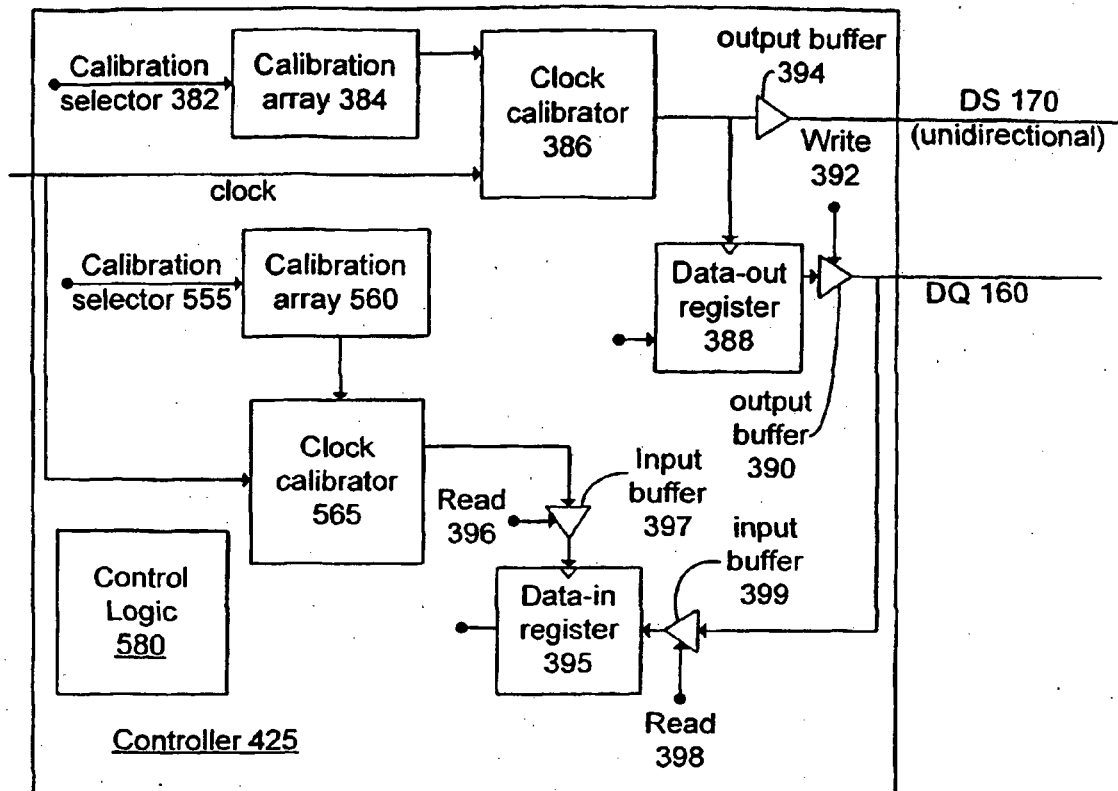 Calibration
selector 382
Calibration
array 384
Clock
calibrator
386
output buffer
394
DS 170
(unidirectional)
Write
392
clock
Calibration
selector 555
Calibration
array 560
Data-out
register
388
DQ 160
output
buffer
390
Clock
calibrator
565
Input
buffer
397
Read
396
input
buffer
399
Control
Logic
580
Data-in
register
395
Read
398
Controller 425